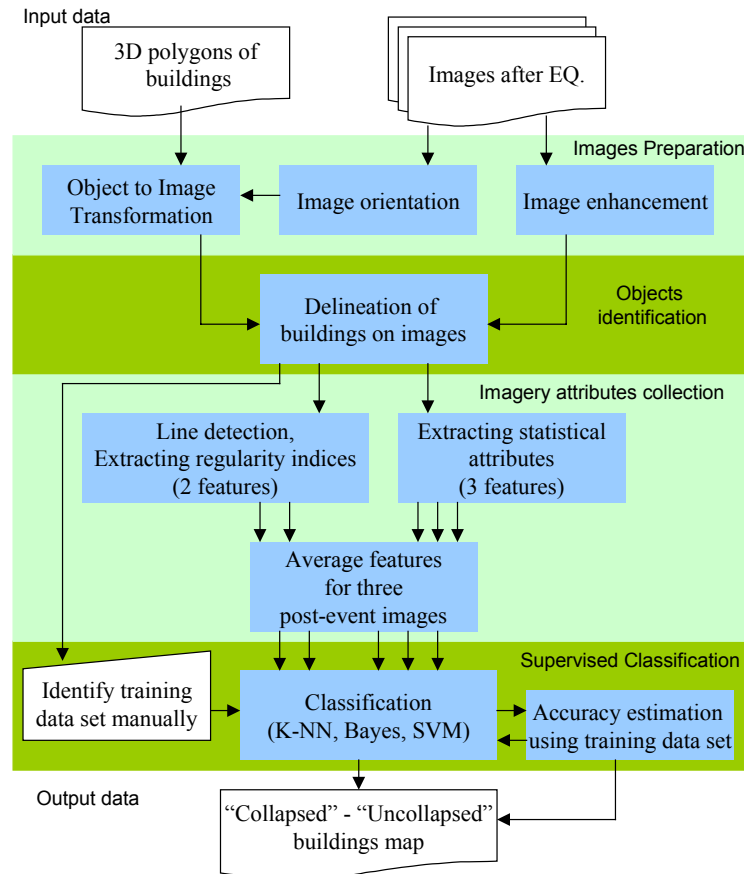 Input data
3D polygons of
buildings
Images after EQ.
Images Preparation
Object to Image
Transformation
Image orientation
Image enhancement
Delineation of
buildings on images
Objects
identification
Imagery attributes collection
Line detection,
Extracting regularity indices
(2 features)
Extracting statistical
attributes
(3 features)
Average features
for three
post-event images
Supervised Classification
Identify training
data set manually
Classification
(K-NN, Bayes, SVM)
Accuracy estimation
using training data set
Output data
“Collapsed” - “Uncollapsed”
buildings map